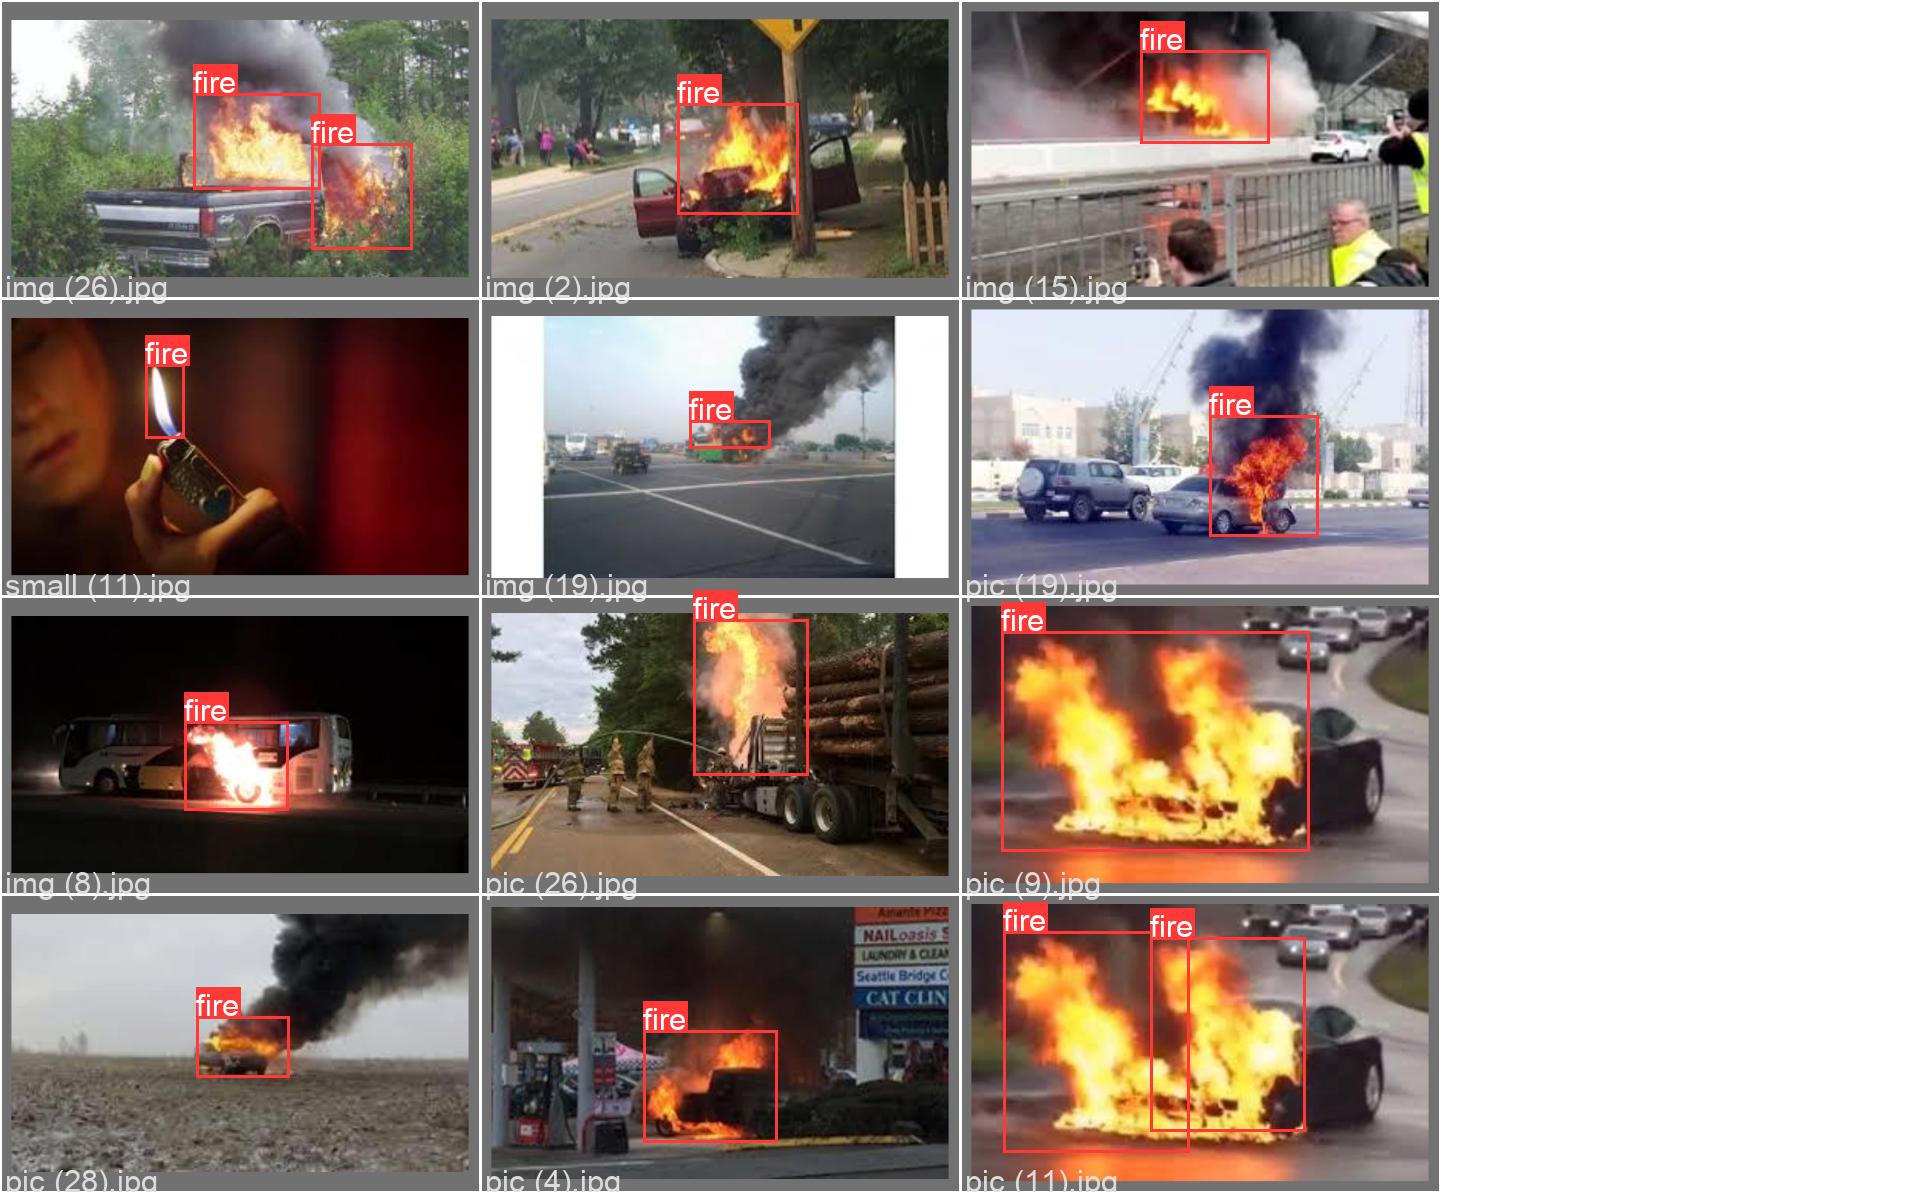 fire
fire
img (26).jpg
fire
img (2).jpg
fire
img (15).jpg
fire
small (11).jpg
fire
img (19).jpg
fire
pic (19).jpg
fire
img (8).jpg
fire
pic (26).jpg
fire
pic (9).jpg
fire
pic (28).jpg
Amante Pizz
NAILoasis S
LAUNDRY & CLEAN
Seattle Bridge C
CAT CLIN
fire
pic (4).jpg
fire
fire
pic (11).jpg